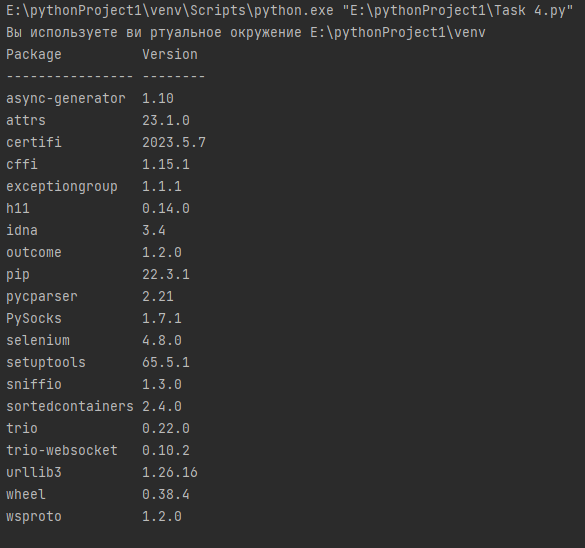 E:\pythonProject1\venv\Scripts\python.exe "E:\pythonProject1\Task 4.py"
Вы используете ви ртуальное окружение E:\pythonProject1\venv
Package          Version
---------------- --------
async-generator  1.10
attrs            23.1.0
certifi          2023.5.7
cffi             1.15.1
exceptiongroup   1.1.1
h11              0.14.0
idna             3.4
outcome          1.2.0
pip              22.3.1
pycparser        2.21
PySocks          1.7.1
selenium         4.8.0
setuptools       65.5.1
sniffio          1.3.0
sortedcontainers 2.4.0
trio             0.22.0
trio-websocket   0.10.2
urllib3          1.26.16
wheel            0.38.4
wsproto          1.2.0